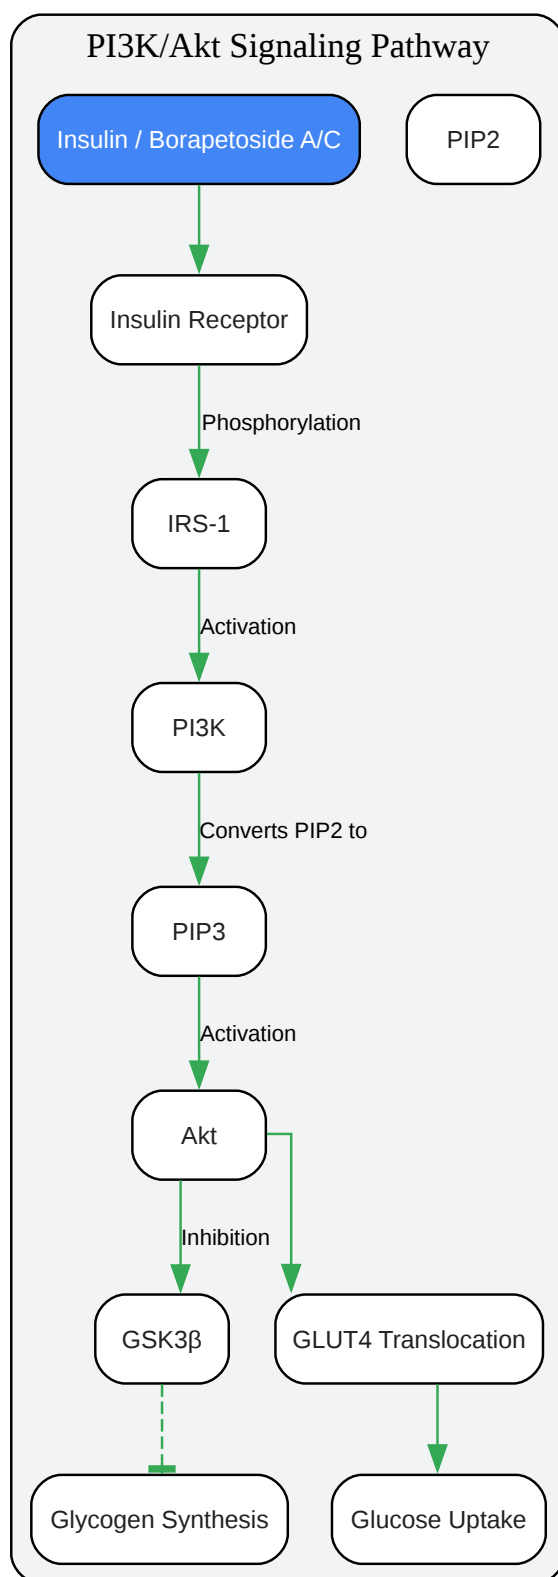 PI3K/Akt Signaling Pathway
Insulin / Borapetoside A/C
PIP2
Insulin Receptor
Phosphorylation
IRS-1
Activation
PI3K
Converts PIP2 to
PIP3
Activation
Akt
Inhibition
GSK3β
GLUT4 Translocation
Glycogen Synthesis
Glucose Uptake